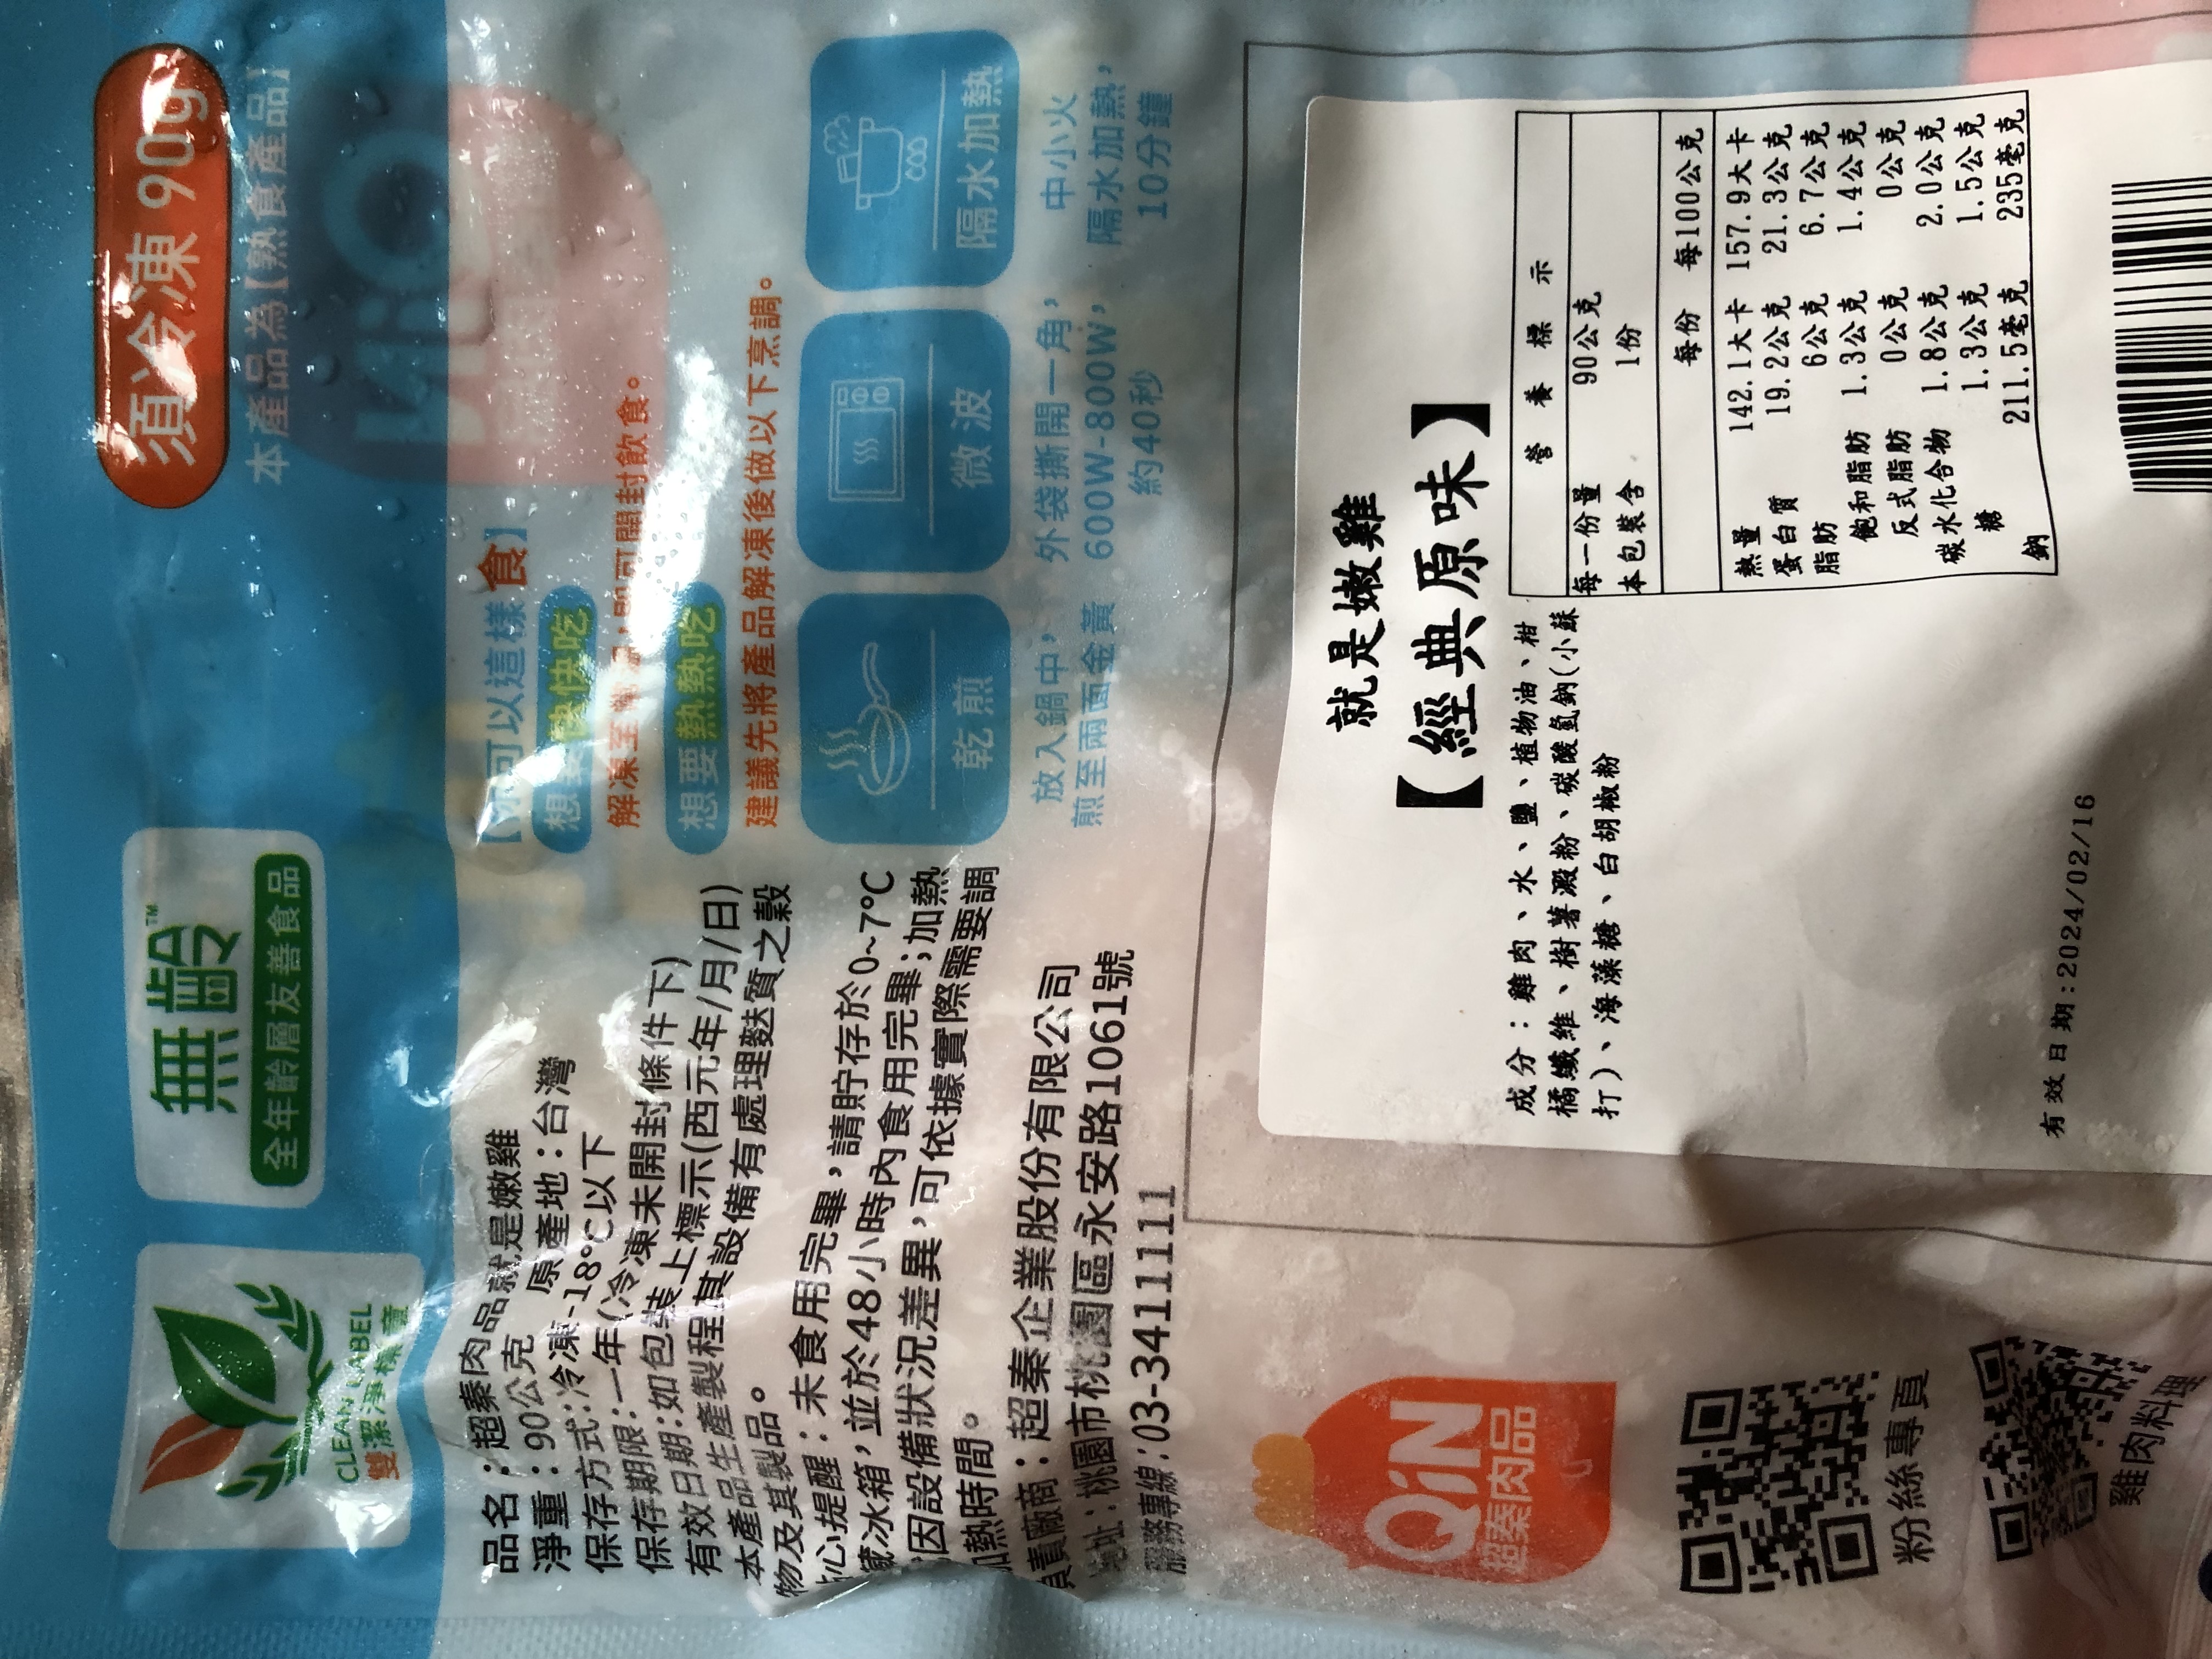 CLEAN LABEL
雙潔淨標章
無齡™
全年齡層友善食品
須冷凍 90g
本產品為【熟食產品】
品名：超秦肉品就是嫩雞
淨重：90公克 原產地：台灣
保存方式：冷凍-18°C以下
保存期限：一年(冷凍未開封條件下)
有效日期：如包裝上標示(西元年/月/日)
本產品生產製程其設備有處理麩質之穀
物及其製品。
心提醒：未食用完畢，請貯存於0~7°C
藏冰箱，並於48小時內食用完畢；加熱
因設備狀況差異，可依據實際需要調
加熱時間。
負責廠商：超秦企業股份有限公司
地址：桃園市桃園區永安路1061號
服務專線：03-3411111
可以這樣食】
快快吃
解凍至 即可開封飲食。
想要熱熱吃
建議先將產品解凍後做以下烹調。
乾煎
放入鍋中，
煎至兩面金黃
微波
外袋撕開一角，
600W-800W，
約40秒
隔水加熱
中小火
隔水加熱，
10分鐘
QiN
超秦肉品
粉絲專頁
雞肉料理
就是嫩雞
【經典原味】
成分：雞肉、水、鹽、植物油、柑
橘纖維、樹薯澱粉、碳酸氫鈉(小蘇
打)、海藻糖、白胡椒粉
有效日期:2024/02/16
營養標示
每一份量 90公克
本包裝含 1份
每份 每100公克
熱量 142.1大卡 157.9大卡
蛋白質 19.2公克 21.3公克
脂肪 6公克 6.7公克
飽和脂肪 1.3公克 1.4公克
反式脂肪 0公克 0公克
碳水化合物 1.8公克 2.0公克
糖 1.3公克 1.5公克
鈉 211.5毫克 235毫克